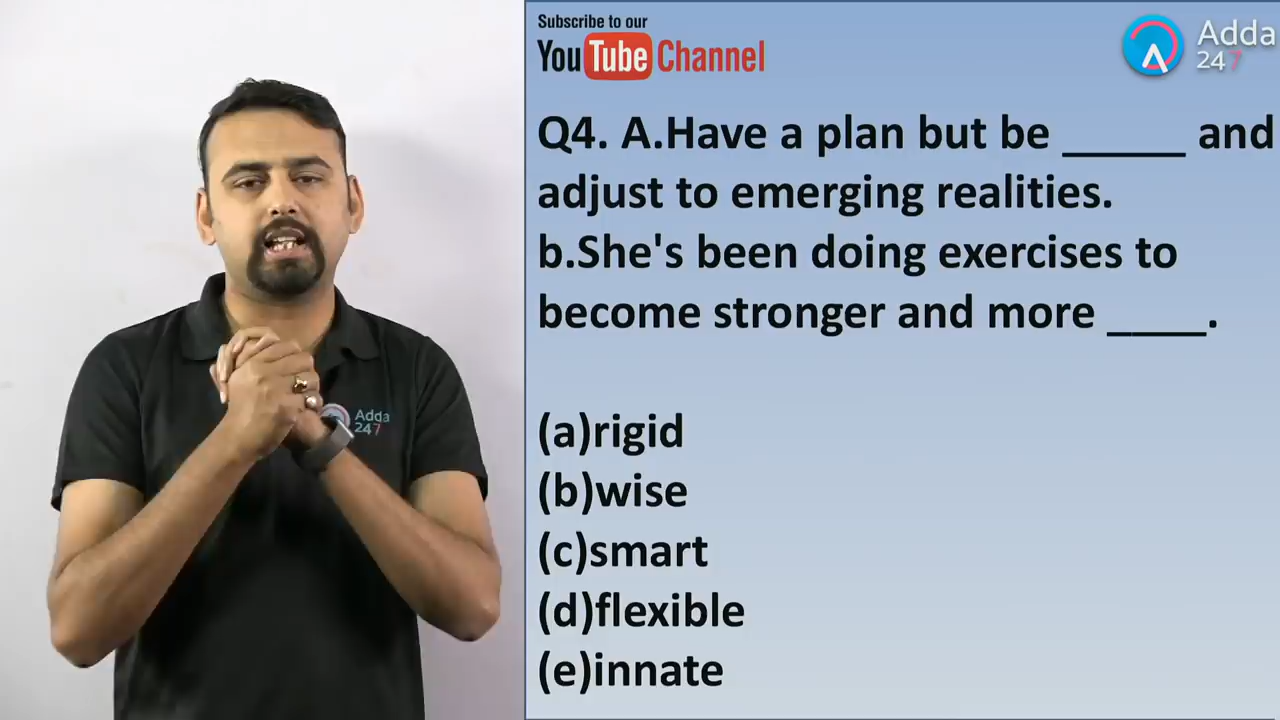 Subscribe to our
YouTube Channel
Adda
247
Q4. A.Have a plan but be _____ and
adjust to emerging realities.
b.She's been doing exercises to
become stronger and more ____.
(a)rigid
(b)wise
(c)smart
(d)flexible
(e)innate
Adda
247